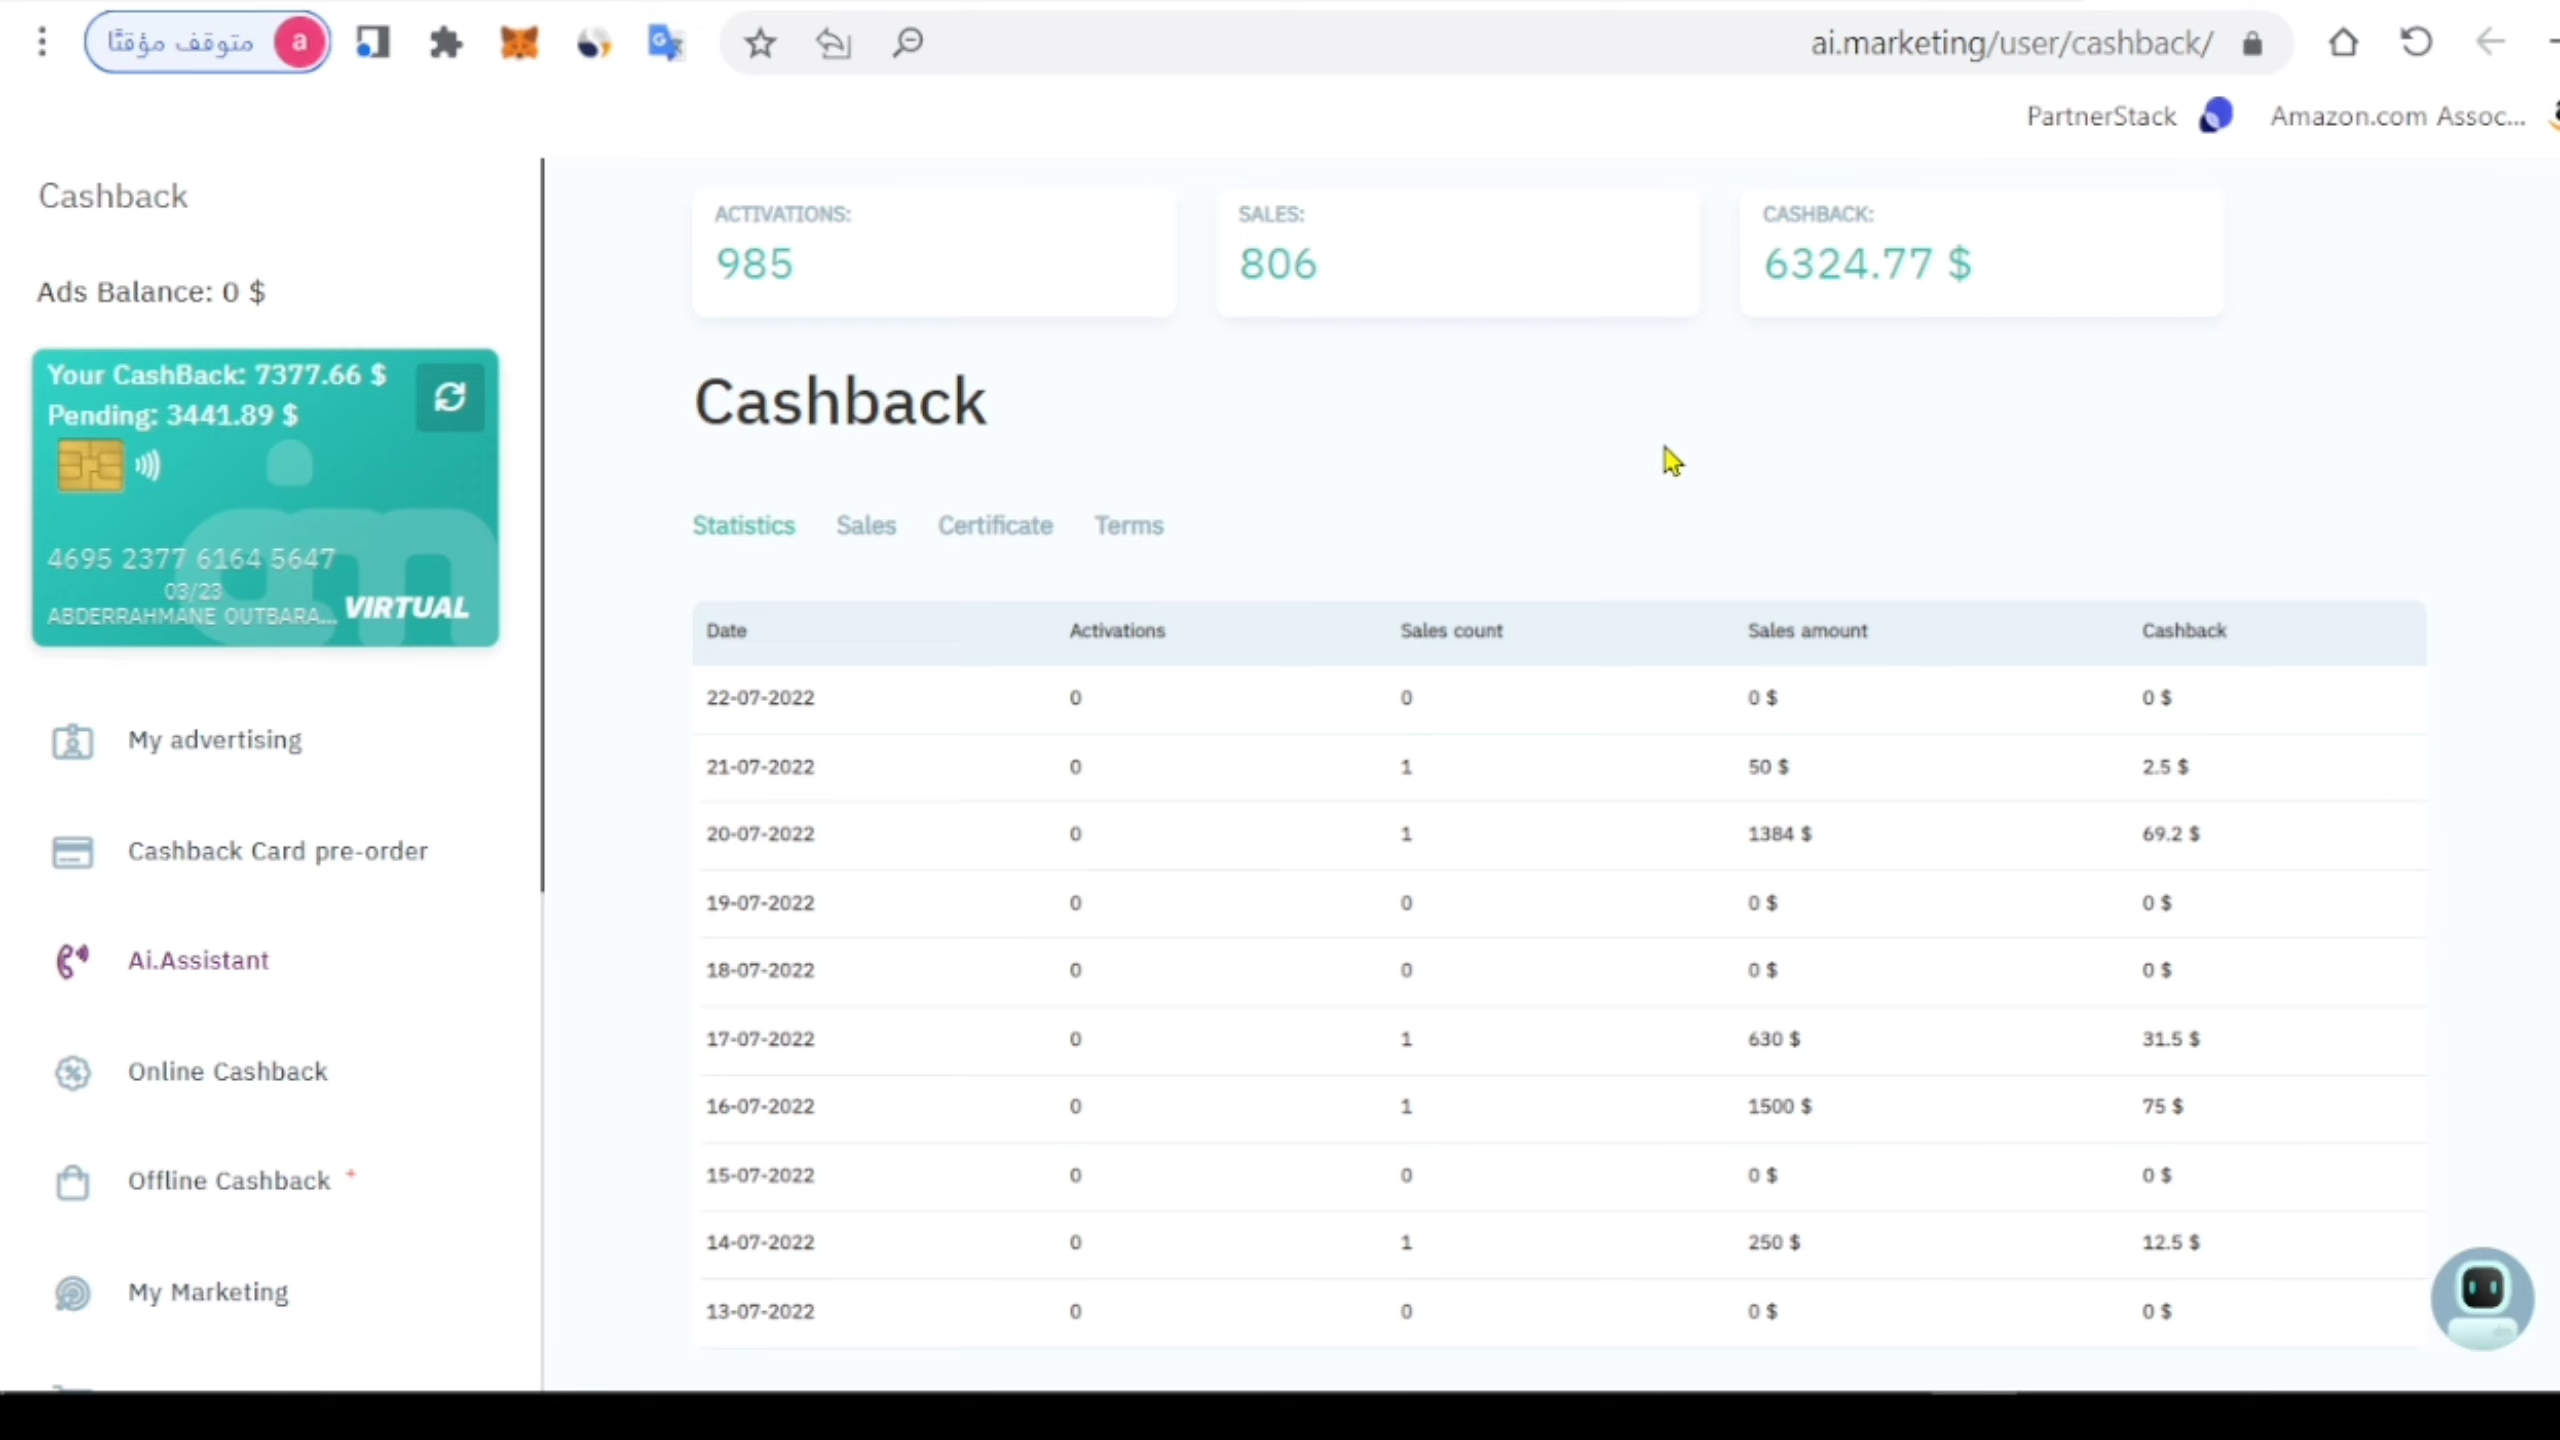 متوقف مؤقتًا
a
ai.marketing/user/cashback/
PartnerStack
Amazon.com Assoc...
Cashback
Ads Balance: 0 $
Your CashBack: 7377.66 $
Pending: 3441.89 $
4695 2377 6164 5647
03/23
ABDERRAHMANE OUTBARA...
VIRTUAL
My advertising
Cashback Card pre-order
Ai.Assistant
Online Cashback
Offline Cashback *
My Marketing
ACTIVATIONS:
985
SALES:
806
CASHBACK:
6324.77 $
Cashback
Statistics Sales Certificate Terms
Date Activations Sales count Sales amount Cashback
22-07-2022 0 0 0 $ 0 $
21-07-2022 0 1 50 $ 2.5 $
20-07-2022 0 1 1384 $ 69.2 $
19-07-2022 0 0 0 $ 0 $
18-07-2022 0 0 0 $ 0 $
17-07-2022 0 1 630 $ 31.5 $
16-07-2022 0 1 1500 $ 75 $
15-07-2022 0 0 0 $ 0 $
14-07-2022 0 1 250 $ 12.5 $
13-07-2022 0 0 0 $ 0 $